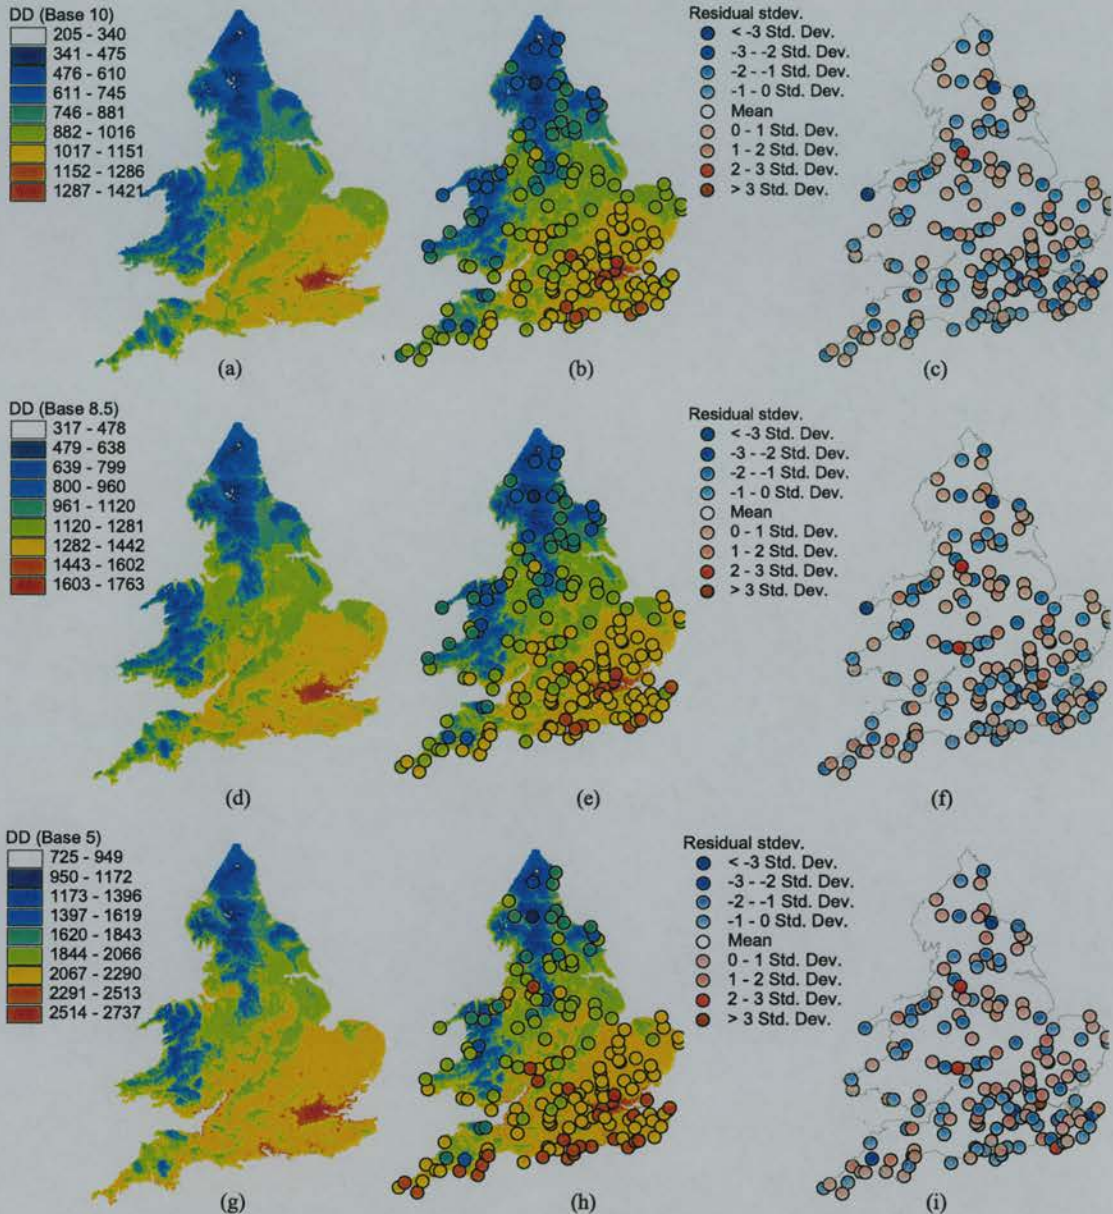 DD (Base 10)
205 - 340
341 - 475
476 - 610
611 - 745
746 - 881
882 - 1016
1017 - 1151
1152 - 1286
1287 - 1421
Residual stdev.
< -3 Std. Dev.
-3 - -2 Std. Dev.
-2 - -1 Std. Dev.
-1 - 0 Std. Dev.
Mean
0 - 1 Std. Dev.
1 - 2 Std. Dev.
2 - 3 Std. Dev.
> 3 Std. Dev.
(a)
(b)
(c)
DD (Base 8.5)
317 - 478
479 - 638
639 - 799
800 - 960
961 - 1120
1120 - 1281
1282 - 1442
1443 - 1602
1603 - 1763
Residual stdev.
< -3 Std. Dev.
-3 - -2 Std. Dev.
-2 - -1 Std. Dev.
-1 - 0 Std. Dev.
Mean
0 - 1 Std. Dev.
1 - 2 Std. Dev.
2 - 3 Std. Dev.
> 3 Std. Dev.
(d)
(e)
(f)
DD (Base 5)
725 - 949
950 - 1172
1173 - 1396
1397 - 1619
1620 - 1843
1844 - 2066
2067 - 2290
2291 - 2513
2514 - 2737
Residual stdev.
< -3 Std. Dev.
-3 - -2 Std. Dev.
-2 - -1 Std. Dev.
-1 - 0 Std. Dev.
Mean
0 - 1 Std. Dev.
1 - 2 Std. Dev.
2 - 3 Std. Dev.
> 3 Std. Dev.
(g)
(h)
(i)